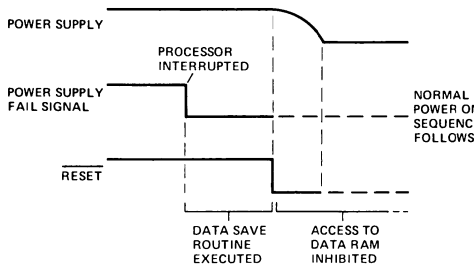 POWER SUPPLY
PROCESSOR
INTERRUPTED
POWER SUPPLY
FAIL SIGNAL
NORMAL
POWER ON
SEQUENC
FOLLOWS
RESET
DATA SAVE
ROUTINE
EXECUTED
ACCESS TO
DATA RAM
INHIBITED